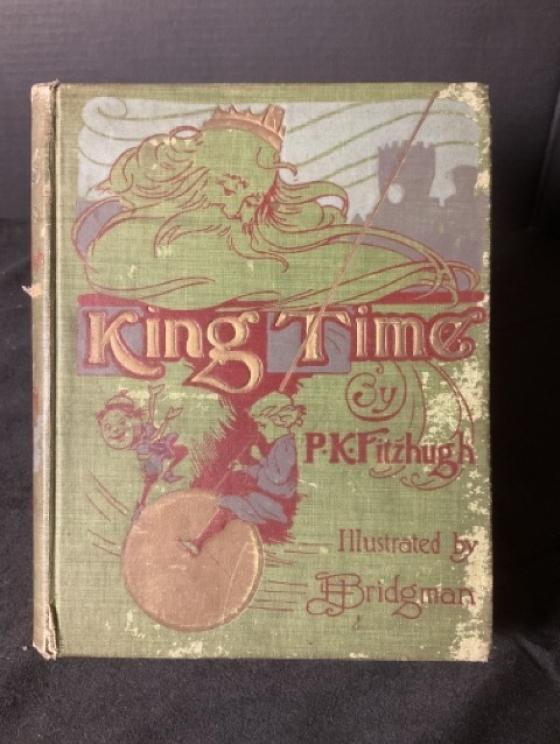 King Time
By
P.K.Fitzhugh
Illustrated by
L.J.Bridgman